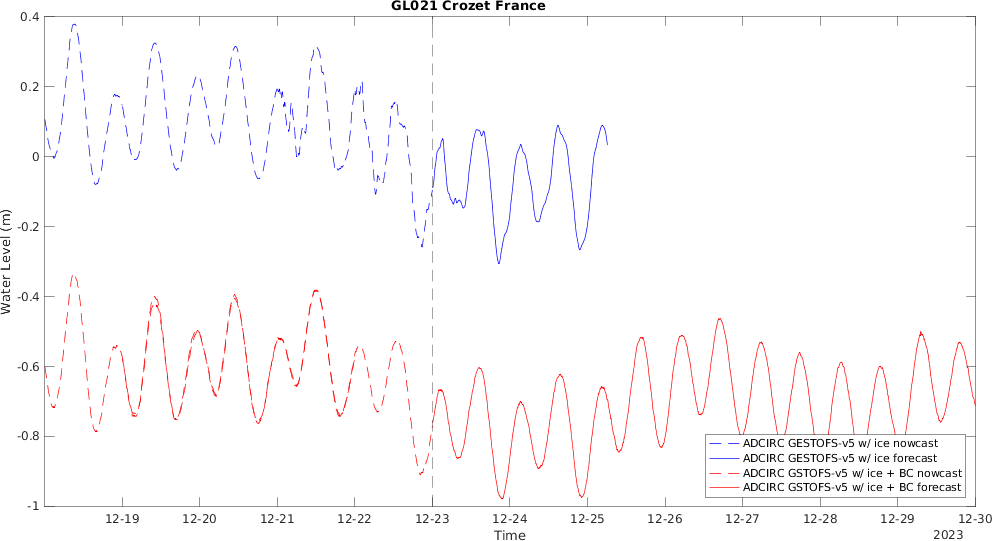 GL021 Crozet France
Water Level (m)
0.4
0.2
0
-0.2
-0.4
-0.6
-0.8
-1
ADCIRC GESTOFS-v5 w/ ice nowcast
ADCIRC GESTOFS-v5 w/ ice forecast
ADCIRC GSTOFS-v5 w/ ice + BC nowcast
ADCIRC GSTOFS-v5 w/ ice + BC forecast
12-19 12-20 12-21 12-22 12-23 12-24 12-25 12-26 12-27 12-28 12-29 12-30
Time
2023